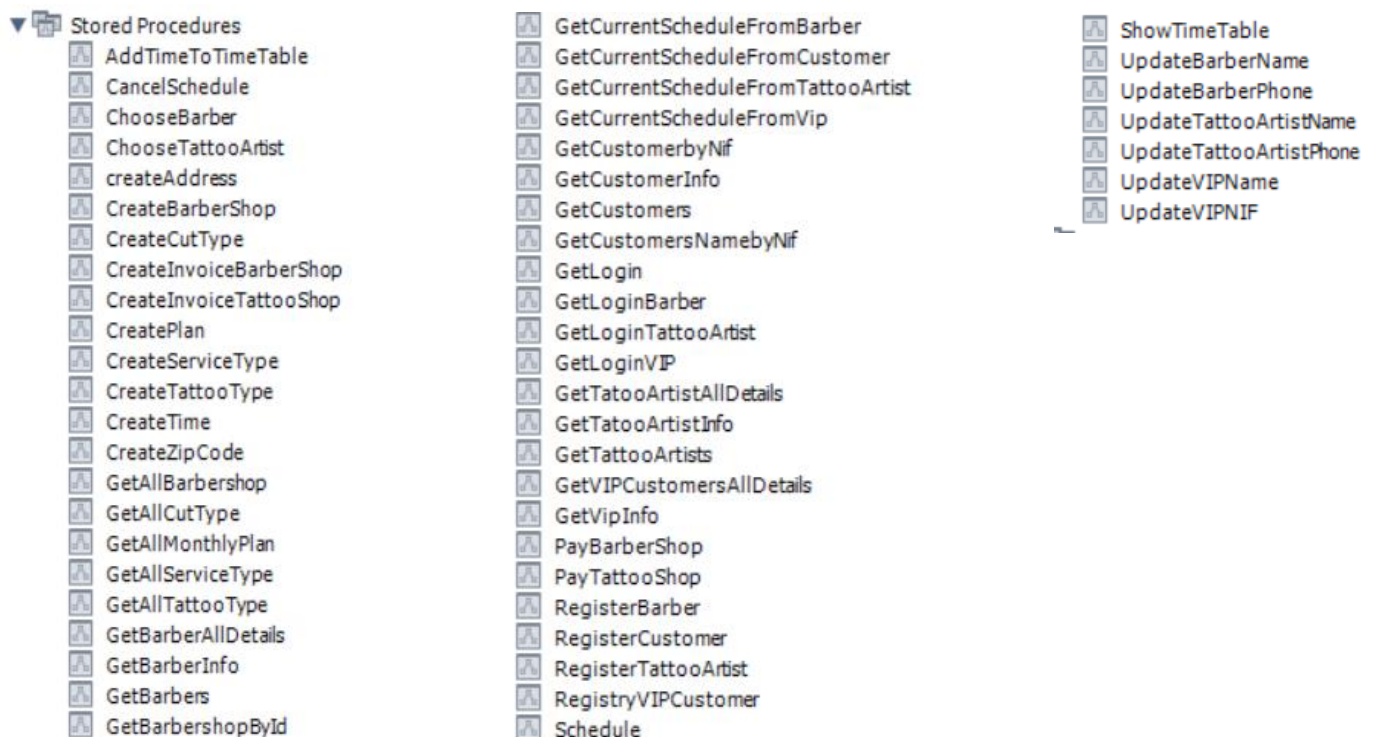 Stored Procedures
AddTimeToTimeTable
CancelSchedule
ChooseBarber
ChooseTattooArtist
createAddress
CreateBarberShop
CreateCutType
CreateInvoiceBarberShop
CreateInvoiceTattooShop
CreatePlan
CreateServiceType
CreateTattooType
CreateTime
CreateZipCode
GetAllBarbershop
GetAllCutType
GetAllMonthlyPlan
GetAllServiceType
GetAllTattooType
GetBarberAllDetails
GetBarberInfo
GetBarbers
GetBarbershopById
GetCurrentScheduleFromBarber
GetCurrentScheduleFromCustomer
GetCurrentScheduleFromTattooArtist
GetCurrentScheduleFromVip
GetCustomerbyNif
GetCustomerInfo
GetCustomers
GetCustomersNamebyNif
GetLogin
GetLoginBarber
GetLoginTattooArtist
GetLoginVIP
GetTatooArtistAllDetails
GetTatooArtistInfo
GetTattooArtists
GetVIPCustomersAllDetails
GetVipInfo
PayBarberShop
PayTattooShop
RegisterBarber
RegisterCustomer
RegisterTattooArtist
RegistryVIPCustomer
Schedule
ShowTimeTable
UpdateBarberName
UpdateBarberPhone
UpdateTattooArtistName
UpdateTattooArtistPhone
UpdateVIPName
UpdateVIPNIF